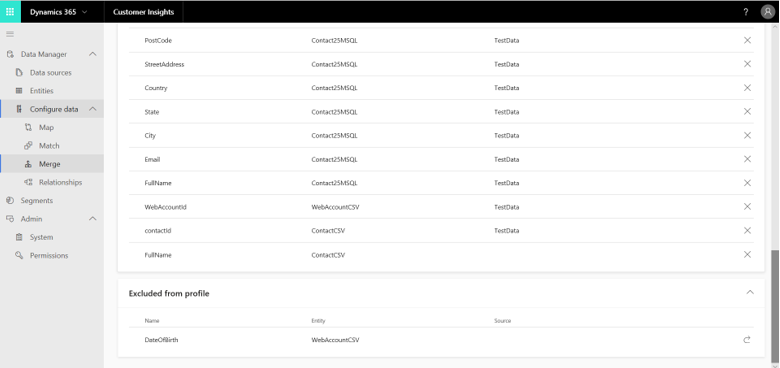 Dynamics 365 Customer Insights ?
Data Manager
Data sources
Entities
Configure data
Map
Match
Merge
Relationships
Segments
Admin
System
Permissions
PostCode Contact25MSQL TestData
StreetAddress Contact25MSQL TestData
Country Contact25MSQL TestData
State Contact25MSQL TestData
City Contact25MSQL TestData
Email Contact25MSQL TestData
FullName Contact25MSQL TestData
WebAccountId WebAccountCSV TestData
contactid ContactCSV TestData
FullName ContactCSV
Excluded from profile
Name Entity Source
DateOfBirth WebAccountCSV